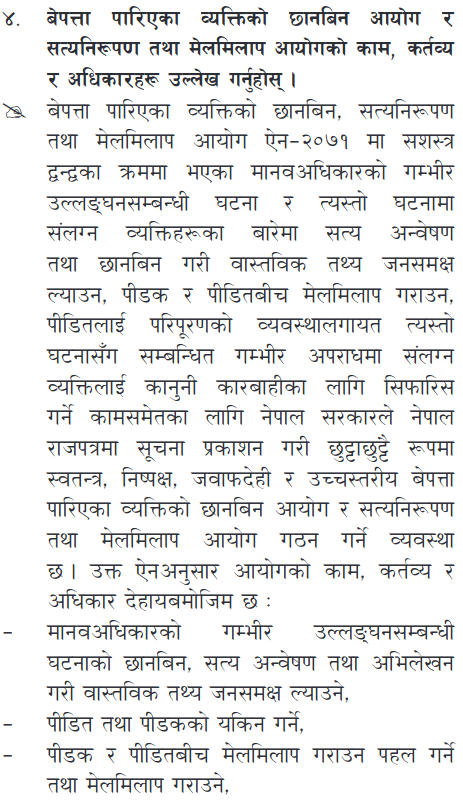 ४. बेपत्ता पारिएका व्यक्तिको छानबिन आयोग र
सत्यनिरूपण तथा मेलमिलाप आयोगको काम, कर्तव्य
र अधिकारहरू उल्लेख गर्नुहोस् ।
बेपत्ता पारिएका व्यक्तिको छानबिन, सत्यनिरूपण
तथा मेलमिलाप आयोग ऐन–२०७१ मा सशस्त्र
द्वन्द्वका क्रममा भएका मानवअधिकारको गम्भीर
उल्लङ्घनसम्बन्धी घटना र त्यस्तो घटनामा
संलग्न व्यक्तिहरूका बारेमा सत्य अन्वेषण
तथा छानबिन गरी वास्तविक तथ्य जनसमक्ष
ल्याउन, पीडक र पीडितबीच मेलमिलाप गराउन,
पीडितलाई परिपूरणको व्यवस्थालगायत त्यस्तो
घटनासँग सम्बन्धित गम्भीर अपराधमा संलग्न
व्यक्तिलाई कानुनी कारबाहीका लागि सिफारिस
गर्ने कामसमेतका लागि नेपाल सरकारले नेपाल
राजपत्रमा सूचना प्रकाशन गरी छुट्टाछुट्टै रूपमा
स्वतन्त्र, निष्पक्ष, जवाफदेही र उच्चस्तरीय बेपत्ता
पारिएका व्यक्तिको छानबिन आयोग र सत्यनिरूपण
तथा मेलमिलाप आयोग गठन गर्ने व्यवस्था
छ । उक्त ऐनअनुसार आयोगको काम, कर्तव्य र
अधिकार देहायबमोजिम छ :
– मानवअधिकारको गम्भीर उल्लङ्घनसम्बन्धी
घटनाको छानबिन, सत्य अन्वेषण तथा अभिलेखन
गरी वास्तविक तथ्य जनसमक्ष ल्याउने,
– पीडित तथा पीडकको यकिन गर्ने,
– पीडक र पीडितबीच मेलमिलाप गराउन पहल गर्ने
तथा मेलमिलाप गराउने,